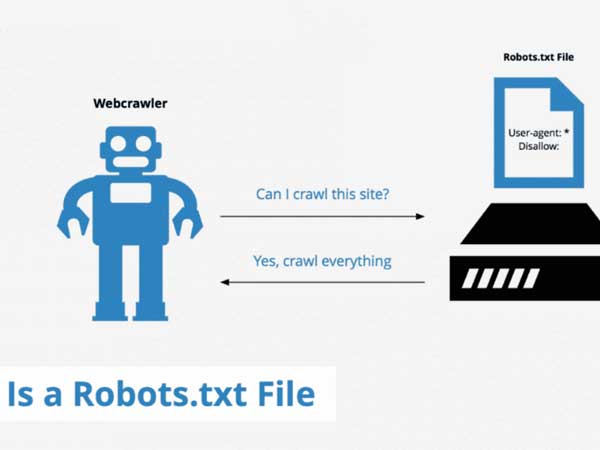 Robots.txt File
Webcrawler
User-agent: *
Disallow:
Can I crawl this site?
Yes, crawl everything
Is a Robots.txt File